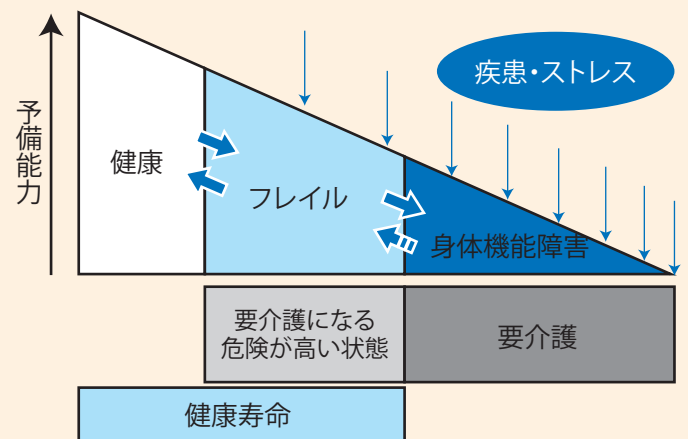 疾患・ストレス
予備能力
健康
フレイル
身体機能障害
要介護になる
危険が高い状態
要介護
健康寿命